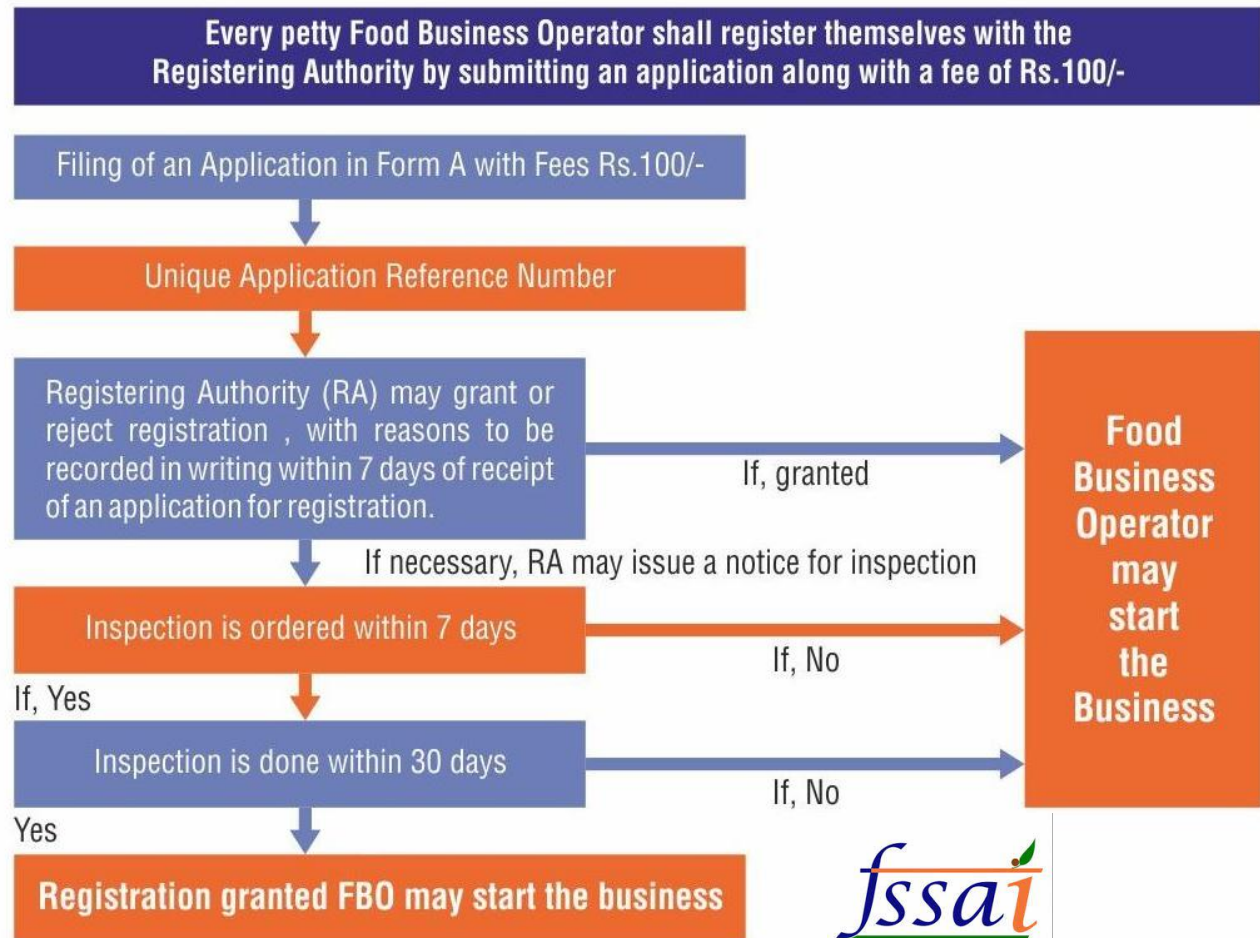 Every petty Food Business Operator shall register themselves with the
Registering Authority by submitting an application along with a fee of Rs.100/-
Filing of an Application in Form A with Fees Rs.100/-
Unique Application Reference Number
Registering Authority (RA) may grant or
reject registration , with reasons to be
recorded in writing within 7 days of receipt
of an application for registration.
If, granted
If necessary, RA may issue a notice for inspection
Inspection is ordered within 7 days
If, No
If, Yes
Inspection is done within 30 days
If, No
Yes
Registration granted FBO may start the business
Food
Business
Operator
may
start
the
Business
fssai